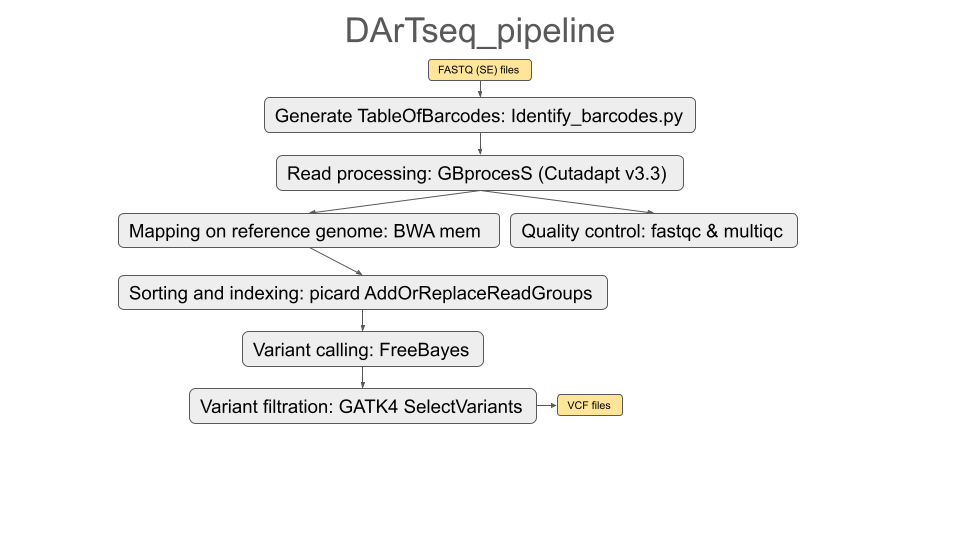 DArTseq_pipeline
FASTQ (SE) files
Generate TableOfBarcodes: Identify_barcodes.py
Read processing: GBprocesS (Cutadapt v3.3)
Mapping on reference genome: BWA mem
Quality control: fastqc & multiqc
Sorting and indexing: picard AddOrReplaceReadGroups
Variant calling: FreeBayes
Variant filtration: GATK4 SelectVariants
VCF files